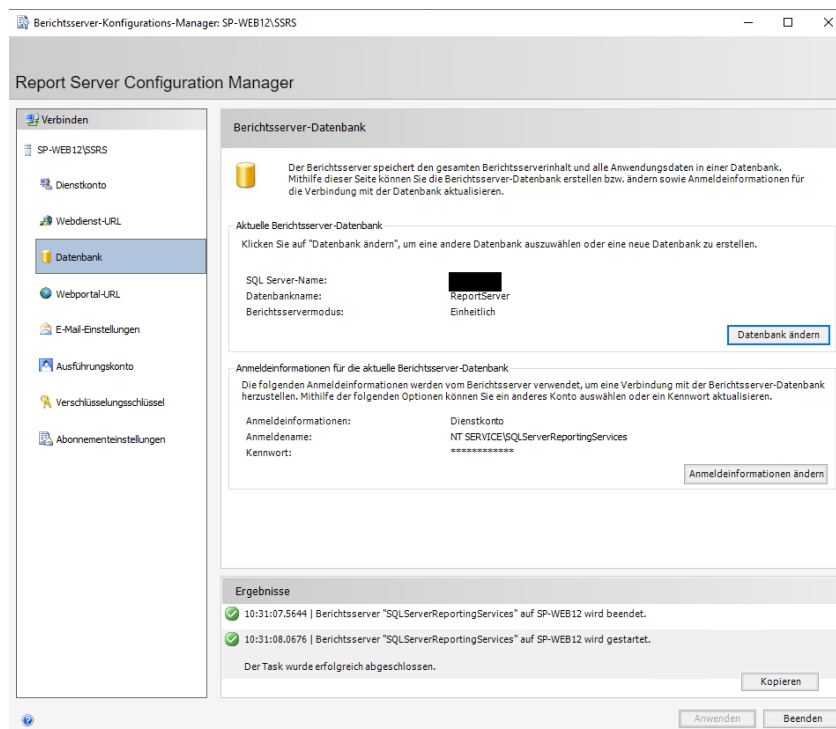 Berichtsserver-Konfigurations-Manager: SP-WEB12\SSRS
Report Server Configuration Manager
Verbinden
SP-WEB12\SSRS
Dienstkonto
Webdienst-URL
Datenbank
Webportal-URL
E-Mail-Einstellungen
Ausführungskonto
Verschlüsselungsschlüssel
Abonnementeinstellungen
Berichtsserver-Datenbank
Der Berichtsserver speichert den gesamten Berichtsserverinhalt und alle Anwendungsdaten in einer Datenbank.
Mithilfe dieser Seite können Sie die Berichtsserver-Datenbank erstellen bzw. ändern sowie Anmeldeinformationen für
die Verbindung mit der Datenbank aktualisieren.
Aktuelle Berichtsserver-Datenbank
Klicken Sie auf "Datenbank ändern", um eine andere Datenbank auszuwählen oder eine neue Datenbank zu erstellen.
SQL Server-Name:
Datenbankname: ReportServer
Berichtsservermodus: Einheitlich
Datenbank ändern
Anmeldeinformationen für die aktuelle Berichtsserver-Datenbank
Die folgenden Anmeldeinformationen werden vom Berichtsserver verwendet, um eine Verbindung mit der Berichtsserver-Datenbank
herzustellen. Mithilfe der folgenden Optionen können Sie ein anderes Konto auswählen oder ein Kennwort aktualisieren.
Anmeldeinformationen: Dienstkonto
Anmeldename: NT SERVICE\SQLServerReportingServices
Kennwort: ************
Anmeldeinformationen ändern
Ergebnisse
10:31:07.5644 | Berichtsserver "SQLServerReportingServices" auf SP-WEB12 wird beendet.
10:31:08.0676 | Berichtsserver "SQLServerReportingServices" auf SP-WEB12 wird gestartet.
Der Task wurde erfolgreich abgeschlossen.
Kopieren
Anwenden
Beenden